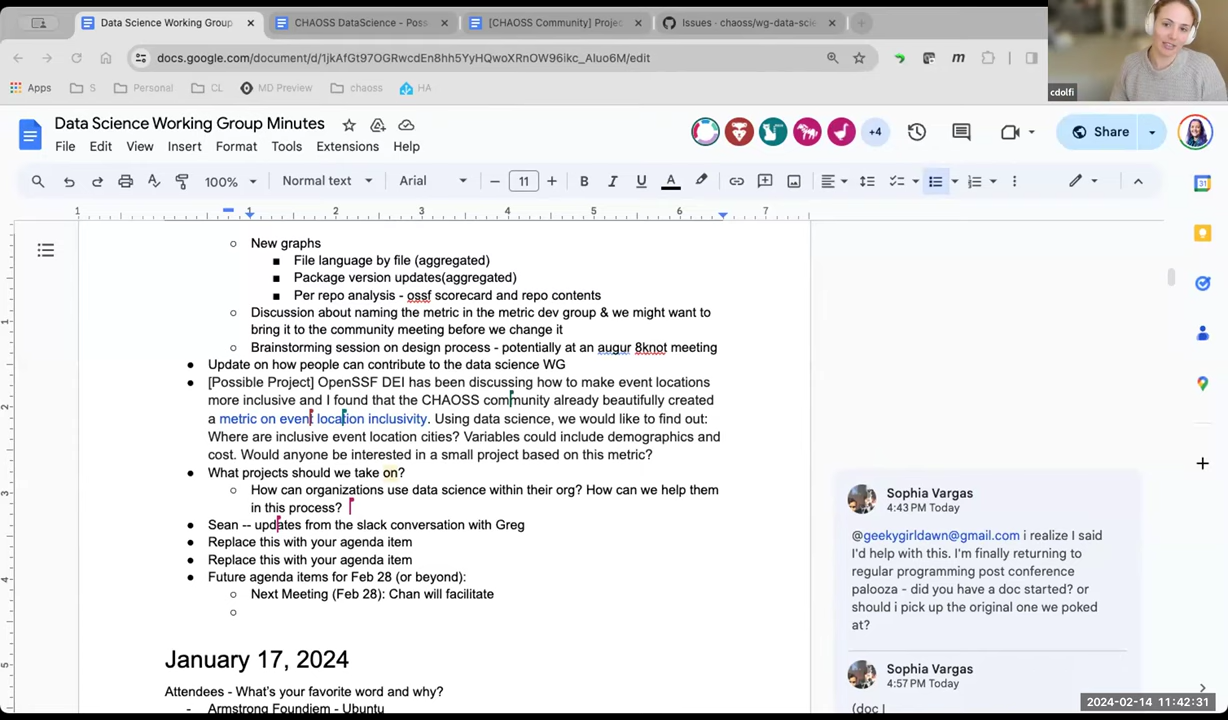 Data Science Working Group
CHAOSS DataScience - Poss
[CHAOSS Community] Projec
Issues · chaoss/wg-data-scie
docs.google.com/document/d/1jkAfGt97OGRwcdEn8hh5YyHQwoXRnOW96ikc_Aluo6M/edit
Apps
S
Personal
CL
MD Preview
chaoss
HA
cdolfi
Data Science Working Group Minutes
File Edit View Insert Format Tools Extensions Help
+4
Share
100%
Normal text
Arial
11
1 1 2 3 4 5 6 7
New graphs
File language by file (aggregated)
Package version updates(aggregated)
Per repo analysis - ossf scorecard and repo contents
Discussion about naming the metric in the metric dev group & we might want to
bring it to the community meeting before we change it
Brainstorming session on design process - potentially at an augur 8knot meeting
Update on how people can contribute to the data science WG
[Possible Project] OpenSSF DEI has been discussing how to make event locations
more inclusive and I found that the CHAOSS community already beautifully created
a metric on event location inclusivity. Using data science, we would like to find out:
Where are inclusive event location cities? Variables could include demographics and
cost. Would anyone be interested in a small project based on this metric?
What projects should we take on?
How can organizations use data science within their org? How can we help them
in this process?
Sean -- updates from the slack conversation with Greg
Replace this with your agenda item
Replace this with your agenda item
Future agenda items for Feb 28 (or beyond):
Next Meeting (Feb 28): Chan will facilitate
January 17, 2024
Attendees - What's your favorite word and why?
- Armstrong Foundjem - Ubuntu
Sophia Vargas
4:43 PM Today
@geekygirldawn@gmail.com i realize I said
I'd help with this. I'm finally returning to
regular programming post conference
palooza - did you have a doc started? or
should i pick up the original one we poked
at?
Sophia Vargas
4:57 PM Today
(doc I
2024-02-14 11:42:31